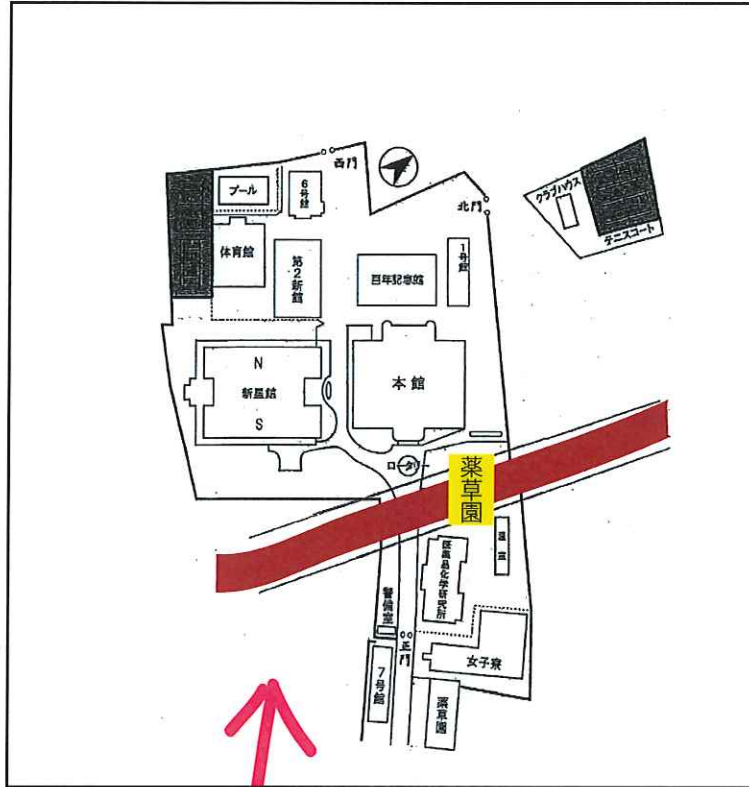 西門
プール
6号館
北門
クラブハウス
テニスコート
体育館
第2新館
百年記念館
1号館
N
新星館
S
本館
ロータリー
薬草園
温室
医薬品化学研究所
警備室
正門
女子寮
7号館
薬草園